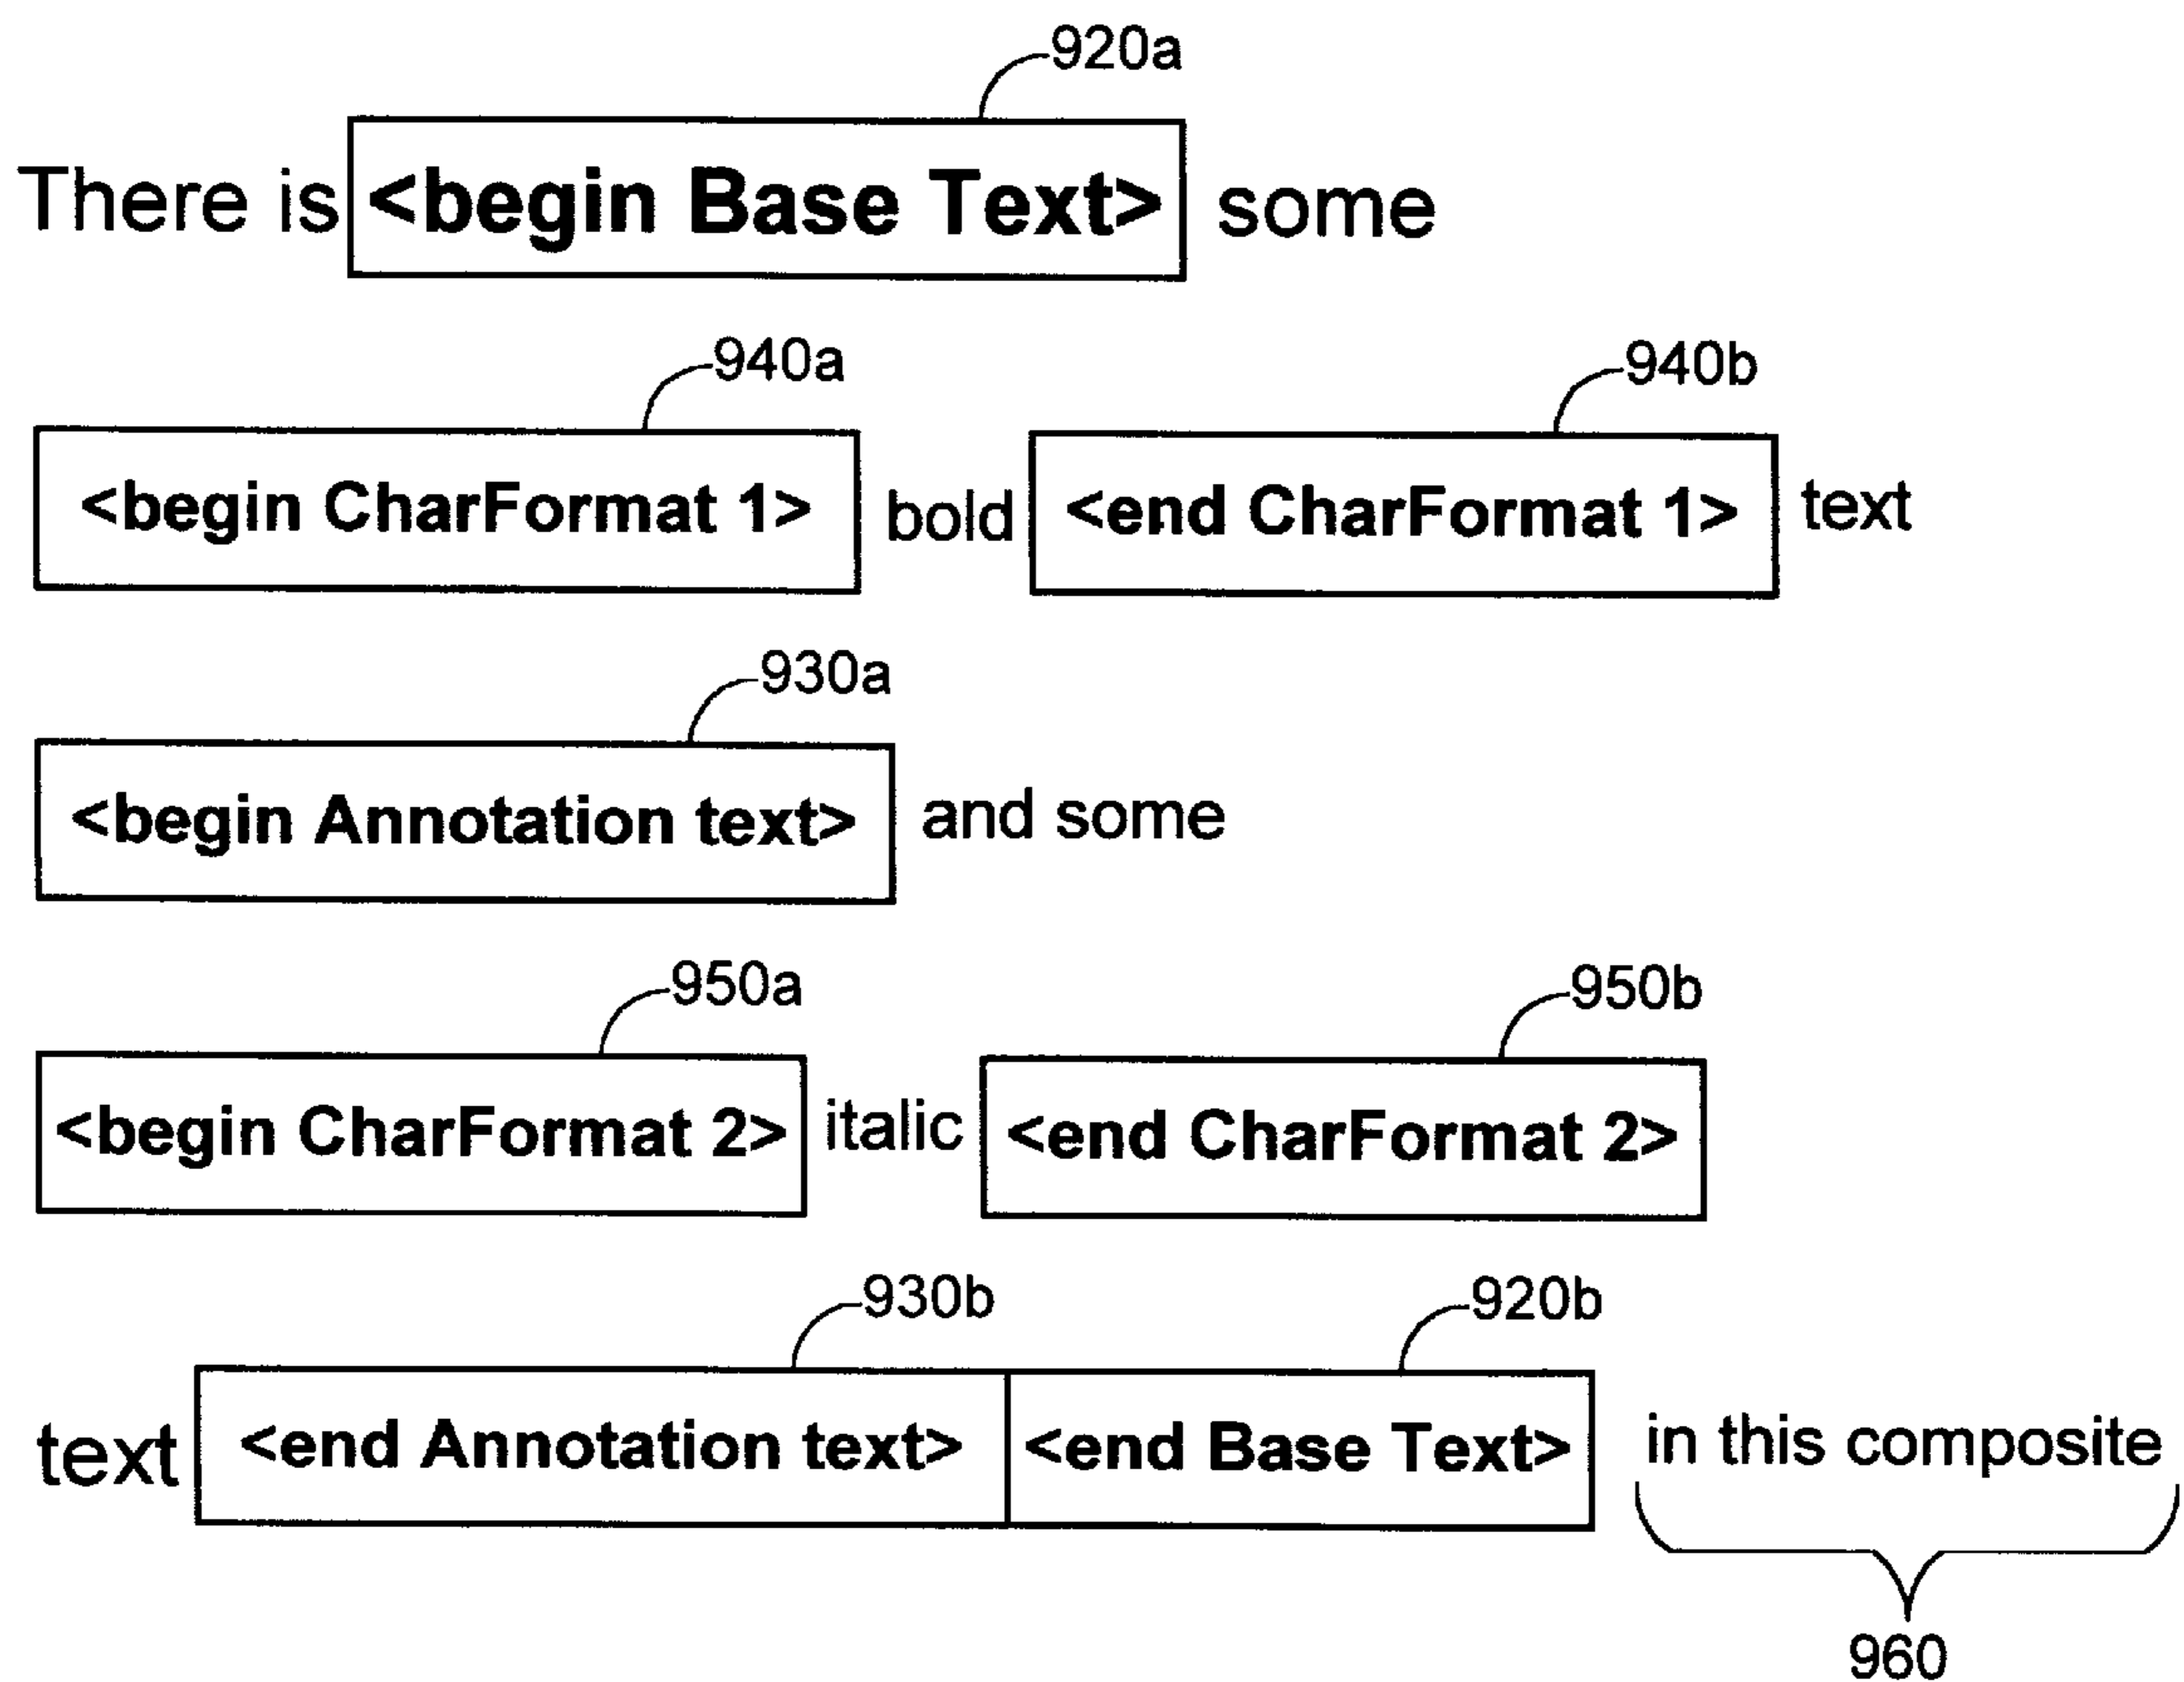 920a
There is <begin Base Text> some
940a 940b
<begin CharFormat 1> bold <end CharFormat 1> text
930a
<begin Annotation text> and some
950a 950b
<begin CharFormat 2> italic <end CharFormat 2>
930b 920b
text <end Annotation text> <end Base Text> in this composite
960